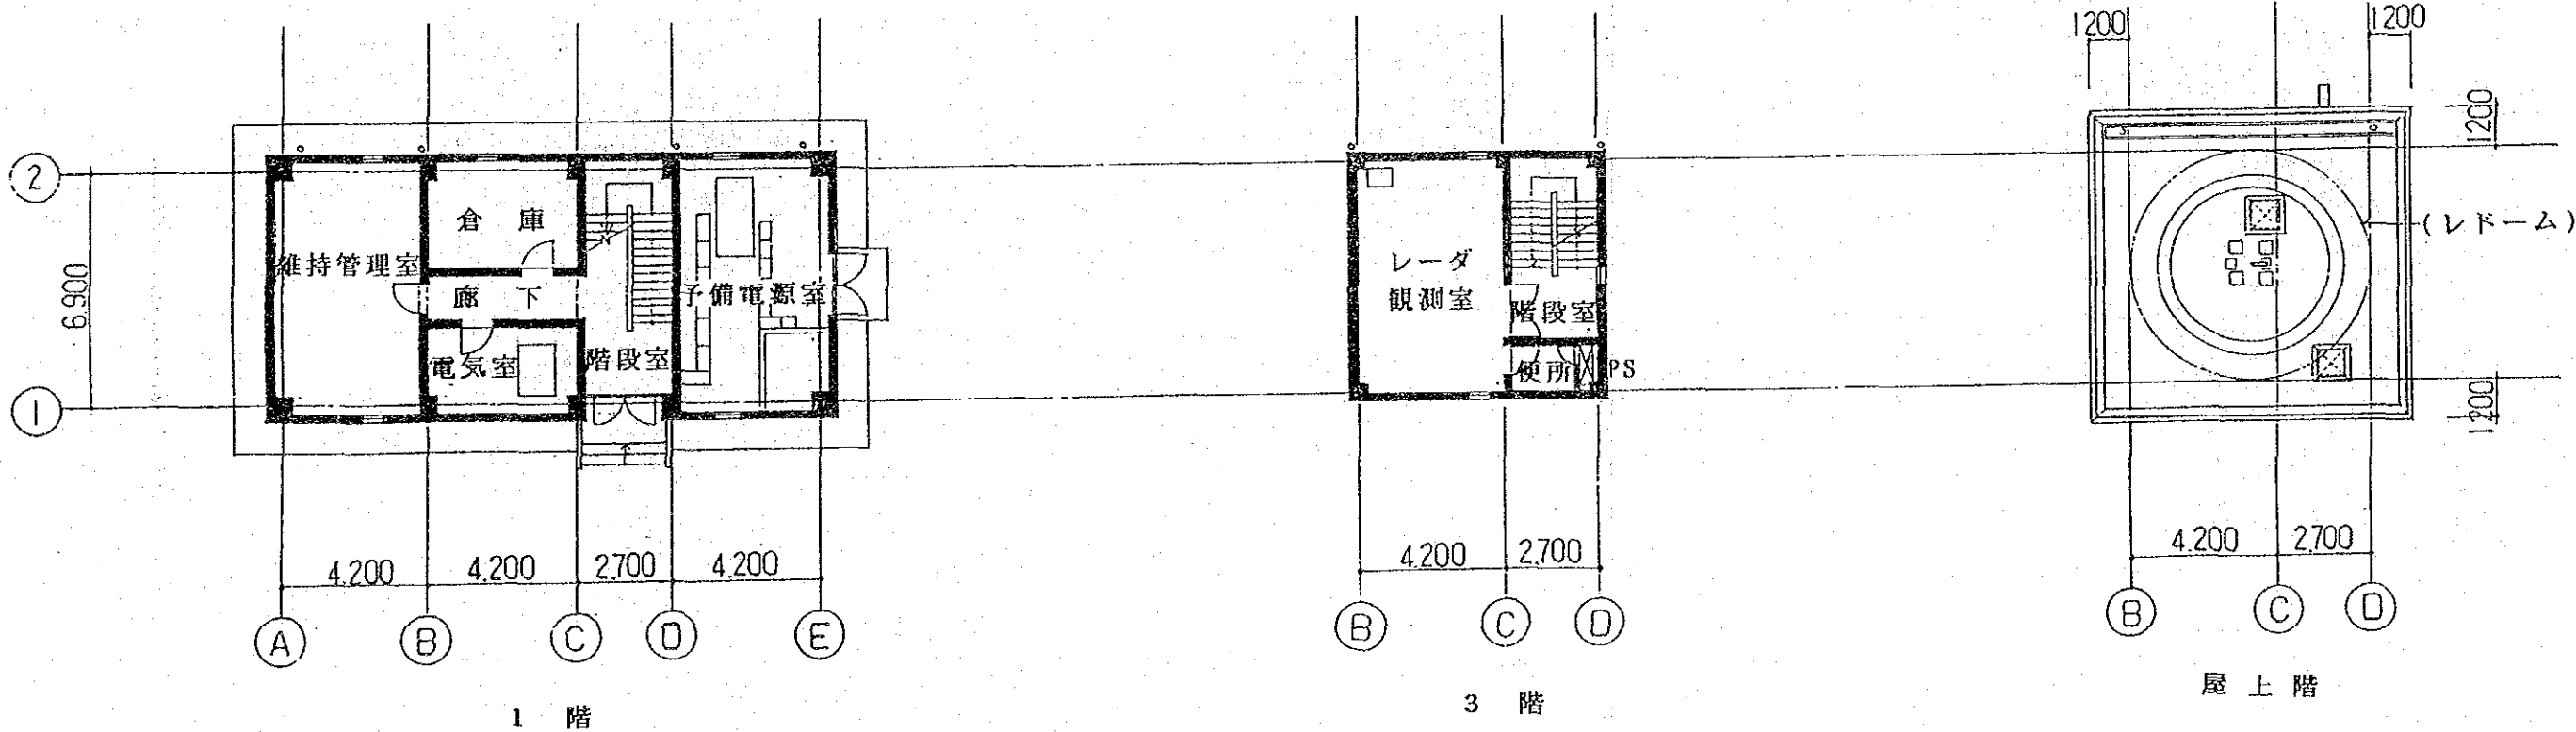 1200
1200
1200
2
倉庫
(レドーム)
維持管理室
レーダ
観測室
6.900
廊下
予備電源室
階段室
電気室
階段室
便所
PS
1
1200
4.200
4.200
2.700
4.200
4.200
2.700
4.200
2.700
A
B
C
D
E
B
C
D
B
C
D
1 階
3 階
屋上階